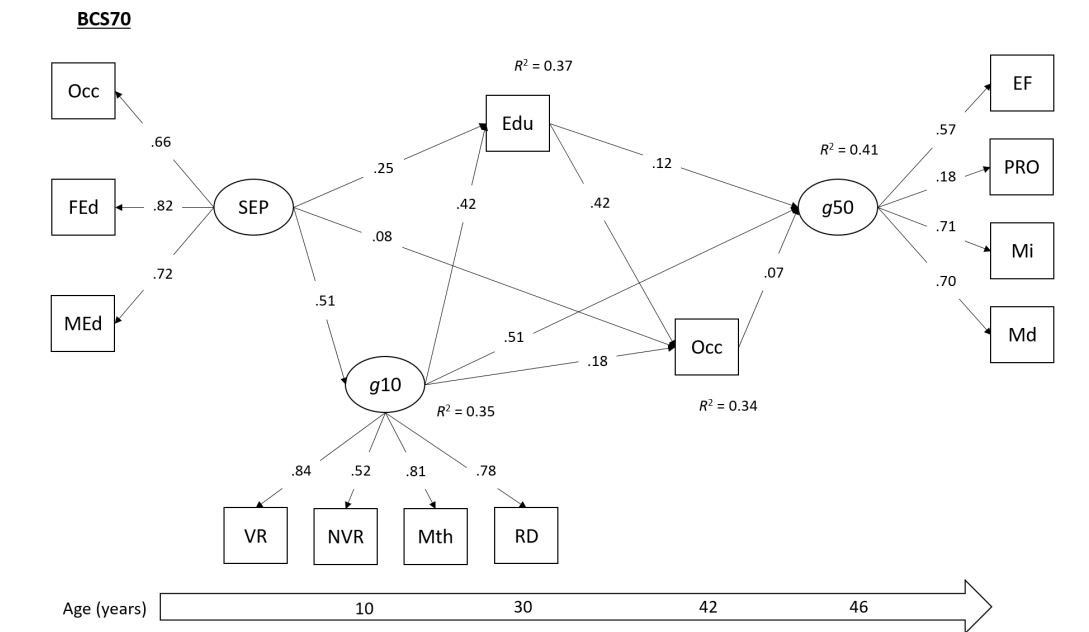 BCS70
R² = 0.37
Occ
Edu
EF
.66
.25
.12
R² = 0.41
.57
PRO
.18
FEd
.82
SEP
.42
.42
g50
.08
.71
Mi
.72
.07
.70
MEd
.51
.51
Occ
Md
.18
g10
R² = 0.35
R² = 0.34
.84
.52
.81
.78
VR
NVR
Mth
RD
Age (years)
10
30
42
46